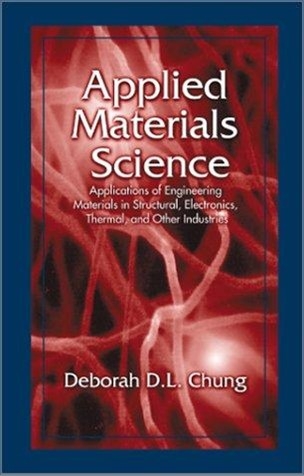 Applied
Materials
Science
Applications of Engineering
Materials in Structural, Electronics,
Thermal, and Other Industries
Deborah D.L. Chung